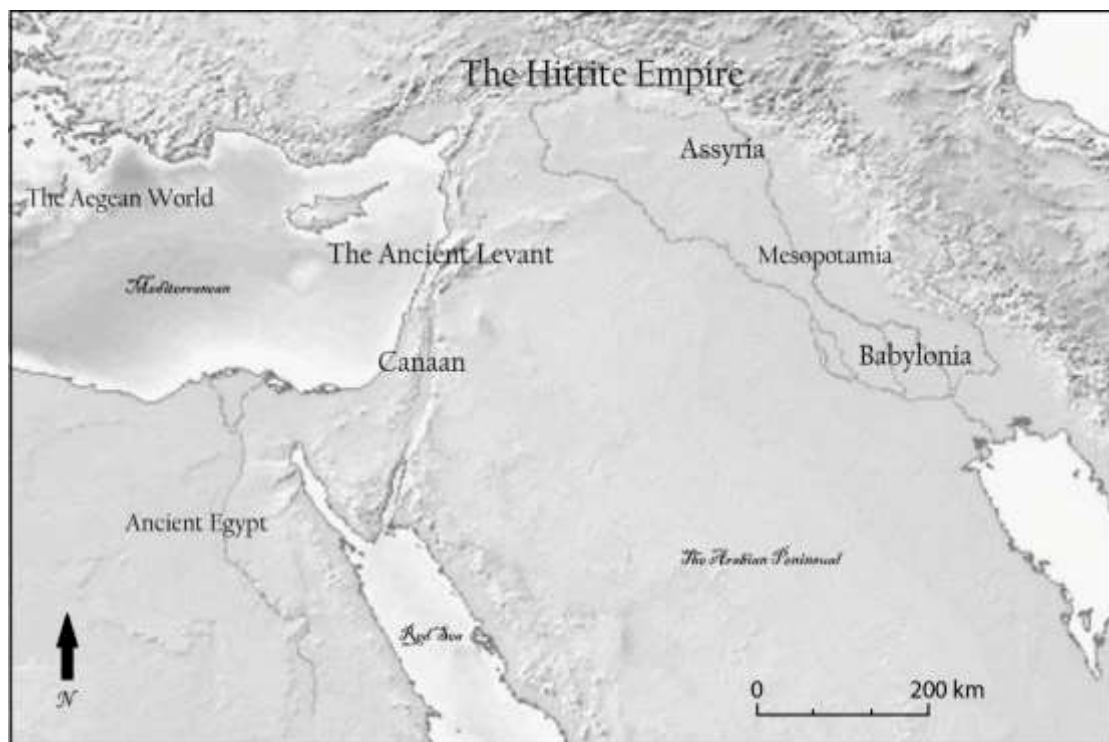 The Hittite Empire
Assyria
The Aegean World
The Ancient Levant
Mesopotamia
Mediterranean
Babylonia
Canaan
Ancient Egypt
The Arabian Peninsual
Red Sea
N
0 200 km